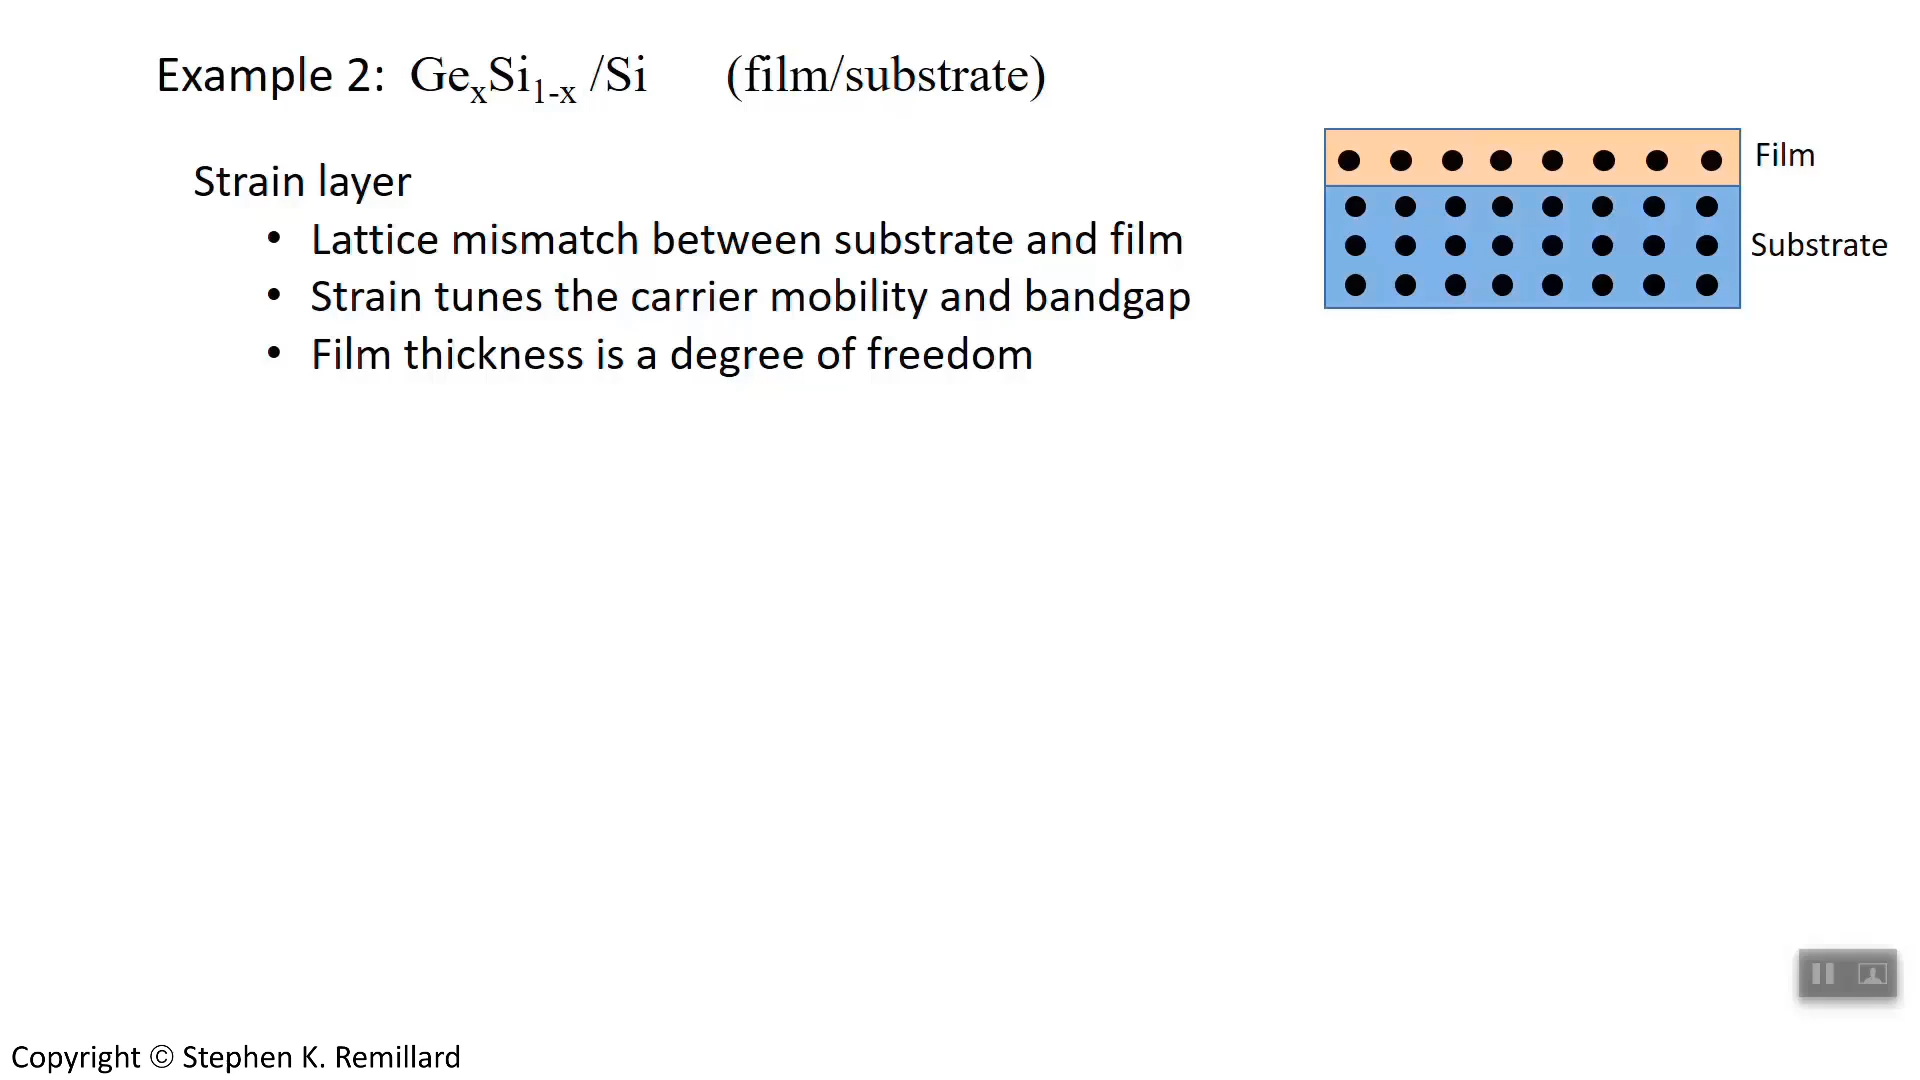 Example 2: GeₓSi₁₋ₓ /Si (film/substrate)
Strain layer
• Lattice mismatch between substrate and film
• Strain tunes the carrier mobility and bandgap
• Film thickness is a degree of freedom
Film
Substrate
Copyright © Stephen K. Remillard